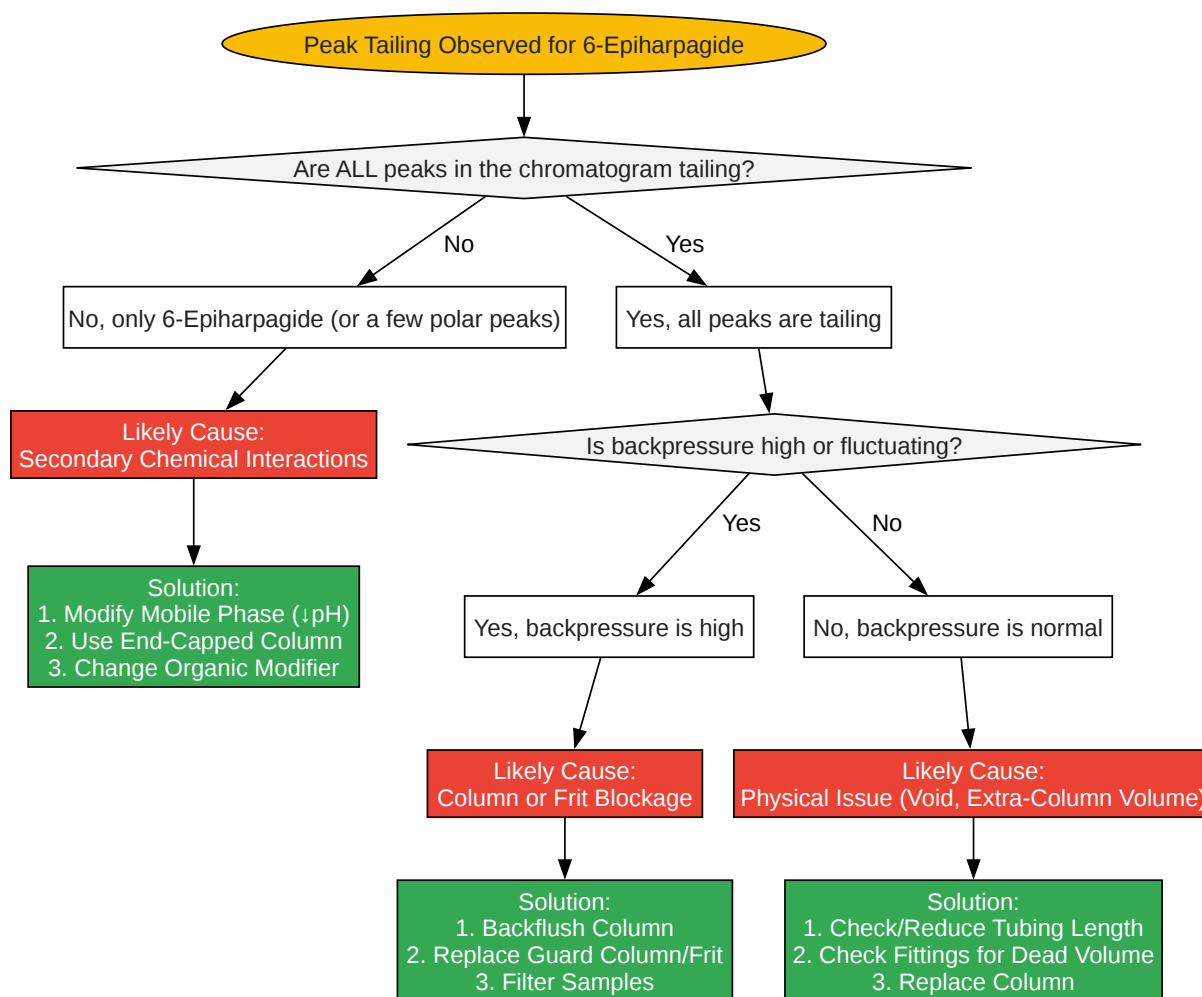 Peak Tailing Observed for 6-Epiharpagide
Are ALL peaks in the chromatogram tailing?
No
Yes
No, only 6-Epiharpagide (or a few polar peaks)
Yes, all peaks are tailing
Likely Cause:
Secondary Chemical Interactions
Is backpressure high or fluctuating?
Yes
No
Solution:
1. Modify Mobile Phase (↓pH)
2. Use End-Capped Column
3. Change Organic Modifier
Yes, backpressure is high
No, backpressure is normal
Likely Cause:
Column or Frit Blockage
Likely Cause:
Physical Issue (Void, Extra-Column Volume)
Solution:
1. Backflush Column
2. Replace Guard Column/Frit
3. Filter Samples
Solution:
1. Check/Reduce Tubing Length
2. Check Fittings for Dead Volume
3. Replace Column